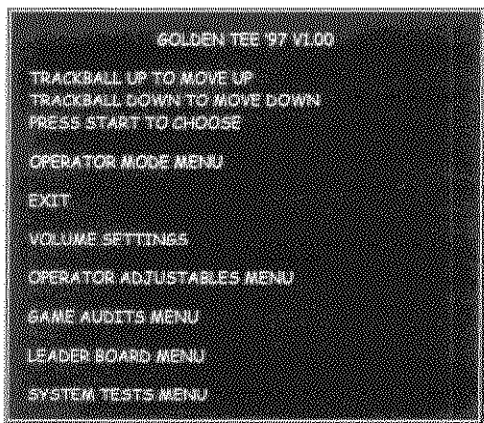 GOLDEN TEE '97 V1.00
TRACKBALL UP TO MOVE UP
TRACKBALL DOWN TO MOVE DOWN
PRESS START TO CHOOSE
OPERATOR MODE MENU
EXIT
VOLUME SETTINGS
OPERATOR ADJUSTABLES MENU
GAME AUDITS MENU
LEADER BOARD MENU
SYSTEM TESTS MENU